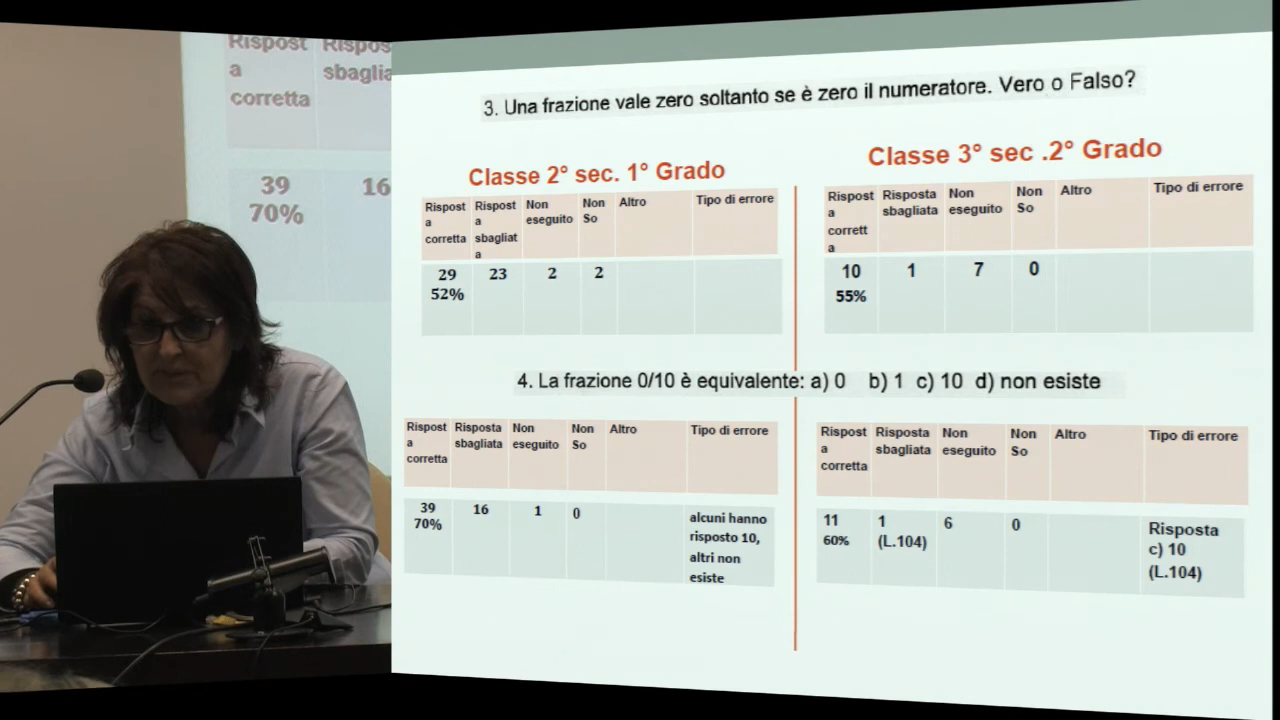 Rispost Rispos
a sbaglia
corretta
39 16
70%
3. Una frazione vale zero soltanto se è zero il numeratore. Vero o Falso?
Classe 2° sec. 1° Grado
Rispost
a
corretta
Rispost
a
sbagliat
a
Non
eseguito
Non
So
Altro
Tipo di errore
29
52%
23
2
2
Classe 3° sec .2° Grado
Rispost
a
corrett
a
Risposta
sbagliata
Non
eseguito
Non
So
Altro
Tipo di errore
10
55%
1
7
0
4. La frazione 0/10 è equivalente: a) 0 b) 1 c) 10 d) non esiste
Rispost
a
corretta
Risposta
sbagliata
Non
eseguito
Non
So
Altro
Tipo di errore
39
70%
16
1
0
alcuni hanno
risposto 10,
altri non
esiste
Rispost
a
corretta
Risposta
sbagliata
Non
eseguito
Non
So
Altro
Tipo di errore
11
60%
1
(L.104)
6
0
Risposta
c) 10
(L.104)